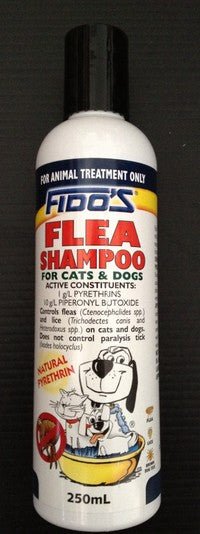 FOR ANIMAL TREATMENT ONLY
FIDO'S
FLEA
SHAMPOO
FOR CATS & DOGS
ACTIVE CONSTITUENTS:
1 g/L PYRETHRINS
10 g/L PIPERONYL BUTOXIDE
Controls fleas (Ctenocephalides spp.)
and lice (Trichodectes canis and
Heterodoxus spp.) on cats and dogs.
Does not control paralysis tick
(Ixodes holocyclus)
NATURAL
PYRETHRIN
®
250mL